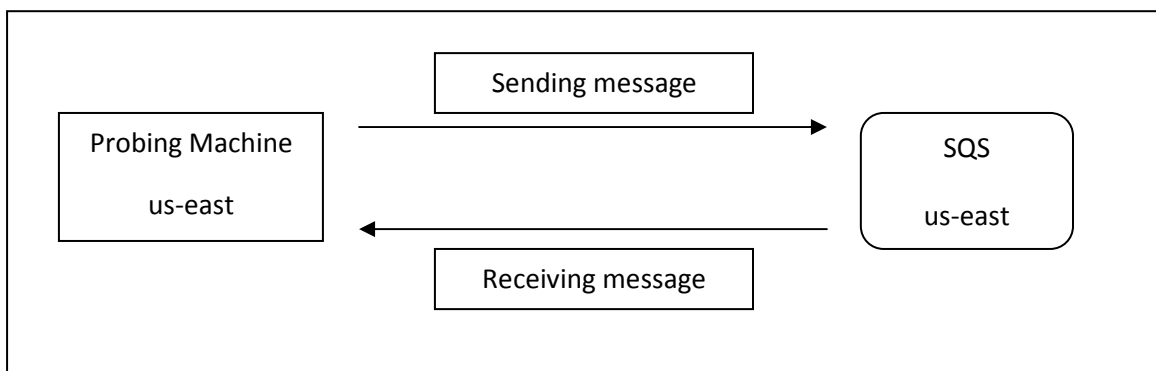 Sending message
Probing Machine
us-east
SQS
us-east
Receiving message